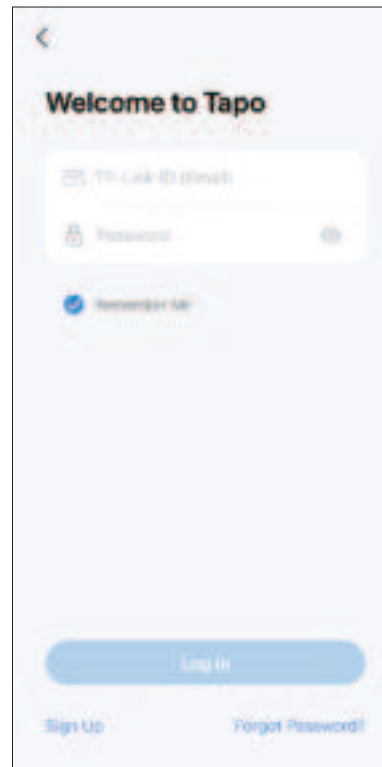 Welcome to Tapo
TP-Link ID (Email)
Password
Remember Me
Log In
Sign Up
Forgot Password?